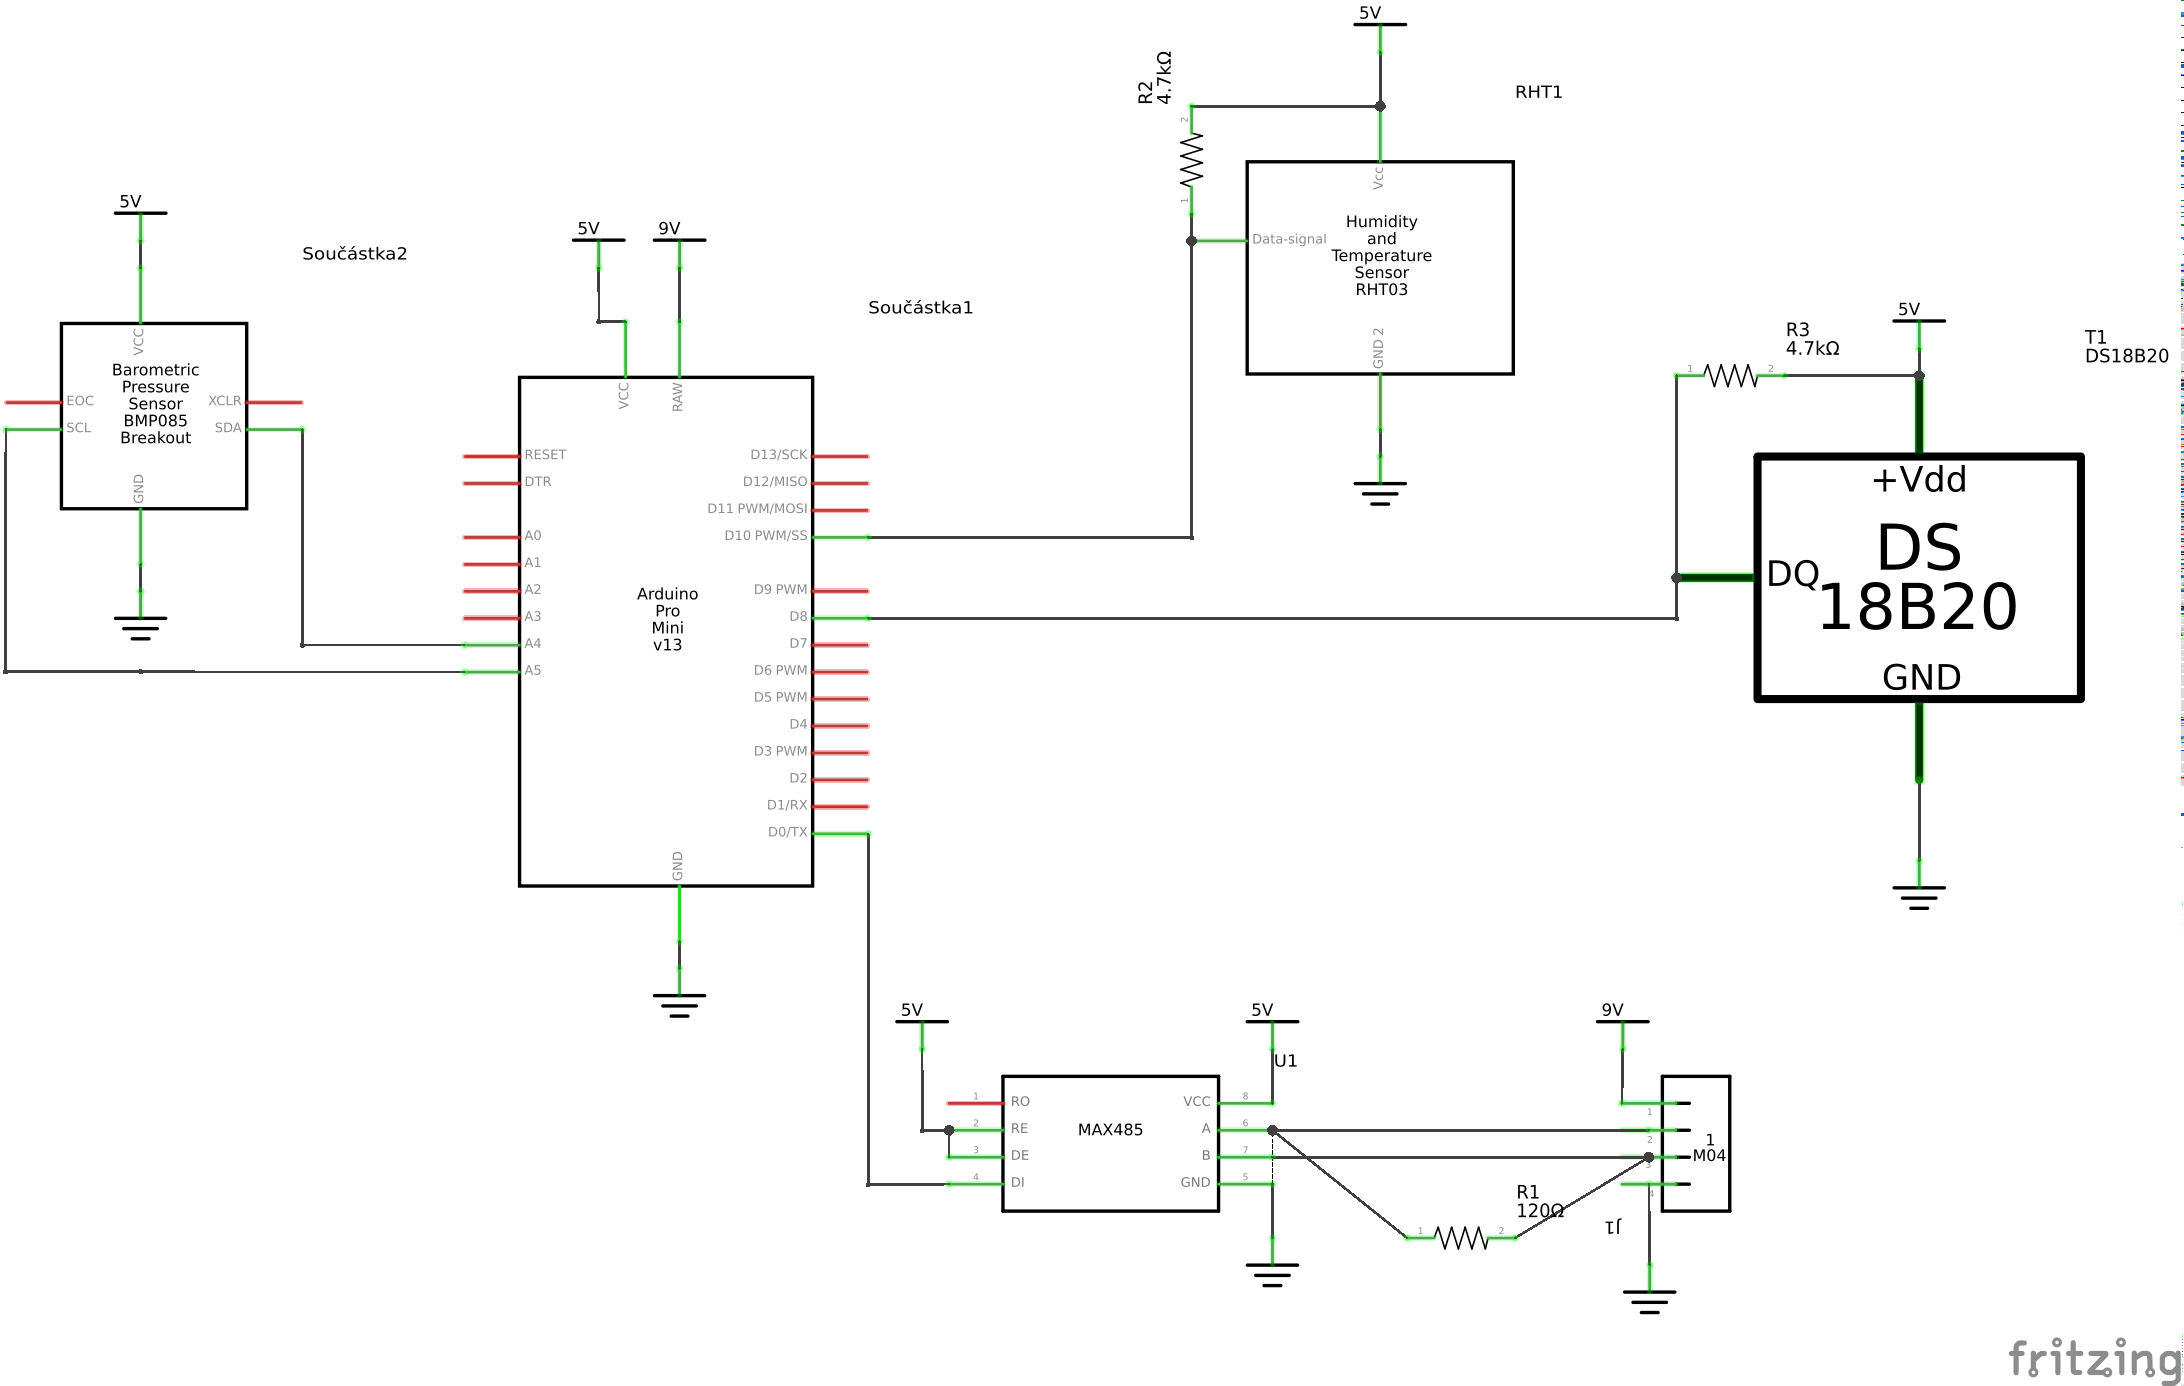 5V
R2
4.7kΩ
RHT1
2
1
Vcc
Data-signal
Humidity
and
Temperature
Sensor
RHT03
GND 2
5V
Součástka2
VCC
Barometric
Pressure
Sensor
BMP085
Breakout
EOC
SCL
XCLR
SDA
GND
5V
9V
Součástka1
VCC
RAW
RESET
DTR
A0
A1
A2
A3
A4
A5
Arduino
Pro
Mini
v13
D13/SCK
D12/MISO
D11 PWM/MOSI
D10 PWM/SS
D9 PWM
D8
D7
D6 PWM
D5 PWM
D4
D3 PWM
D2
D1/RX
D0/TX
GND
5V
R3
4.7kΩ
1
2
T1
DS18B20
+Vdd
DS
18B20
DQ
GND
5V
5V
U1
9V
1
RO
2
RE
3
DE
4
DI
MAX485
VCC
8
A
6
B
7
GND
5
R1
120Ω
1
2
1
2
3
4
1
M04
J1
fritzing